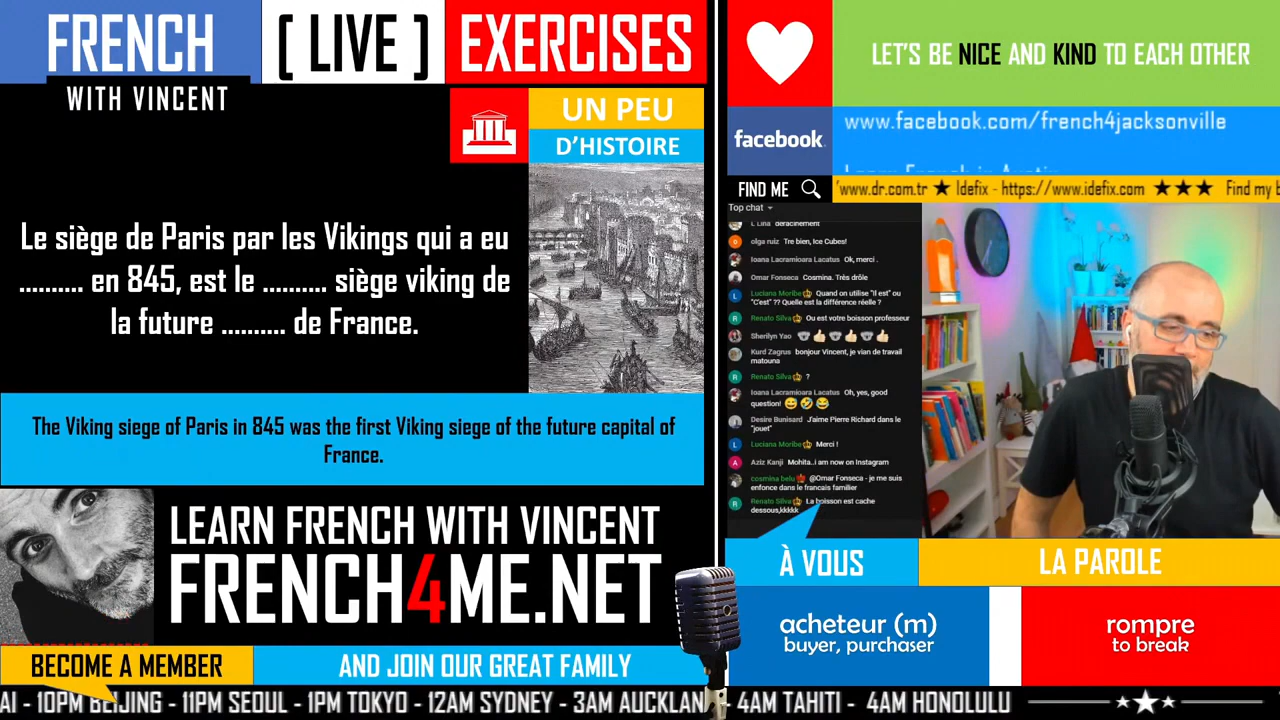 FRENCH
WITH VINCENT
[ LIVE ]
EXERCISES
UN PEU
D'HISTOIRE
Le siège de Paris par les Vikings qui a eu
.......... en 845, est le .......... siège viking de
la future .......... de France.
The Viking siege of Paris in 845 was the first Viking siege of the future capital of
France.
LEARN FRENCH WITH VINCENT
FRENCH4ME.NET
BECOME A MEMBER
AND JOIN OUR GREAT FAMILY
LET'S BE NICE AND KIND TO EACH OTHER
facebook.
www.facebook.com/french4jacksonville
FIND ME
www.dr.com.tr ★ Idefix - https://www.idefix.com ★★★ Find my
Top chat
L Lina deracinement
olga ruiz Tre bien, Ice Cubes!
Ioana Lacramioara Lacatus Ok, merci .
Omar Fonseca Cosmina. Très drôle
Luciana Moribe Quand on utilise "il est" ou
"C'est" ?? Quelle est la différence réelle ?
Renato Silva Ou est votre boisson professeur
Sherilyn Yao
Kurd Zagrus bonjour Vincent, je vian de travail
matouna
Renato Silva ?
Ioana Lacramioara Lacatus Oh, yes, good
question! 😄🤣😂
Desire Bunisard J'aime Pierre Richard dans le
"jouet"
Luciana Moribe Merci !
Aziz Kanji Mohita..i am now on Instagram
cosmina belu @Omar Fonseca - je me suis
enfonce dans le francais familier
Renato Silva La boisson est cache
dessous,kkkkk
À VOUS
LA PAROLE
acheteur (m)
buyer, purchaser
rompre
to break
AI - 10PM BEIJING - 11PM SEOUL - 1PM TOKYO - 12AM SYDNEY - 3AM AUCKLAN - 4AM TAHITI - 4AM HONOLULU